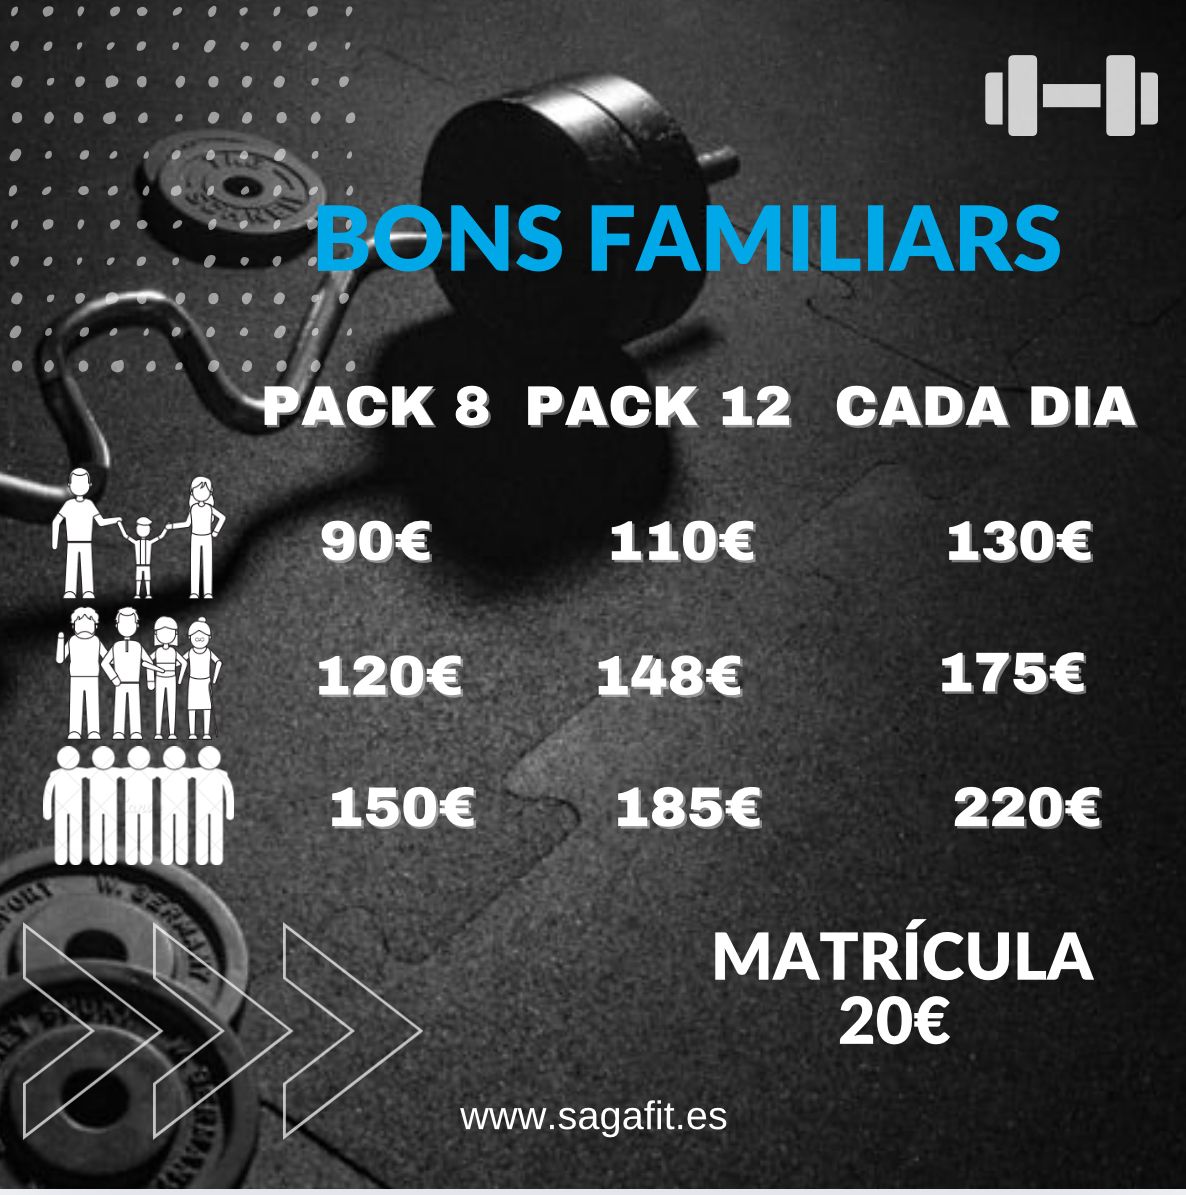 BONS FAMILIARS
PACK 8 PACK 12 CADA DIA
90€ 110€ 130€
120€ 148€ 175€
150€ 185€ 220€
MATRÍCULA
20€
www.sagafit.es